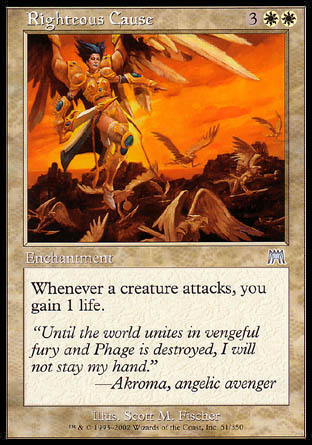 Righteous Cause 3
Enchantment
Whenever a creature attacks, you
gain 1 life.
“Until the world unites in vengeful
fury and Phage is destroyed, I will
not stay my hand.”
—Akroma, angelic avenger
Illus. Scott M. Fischer
™ & © 1993–2002 Wizards of the Coast, Inc. 51/350